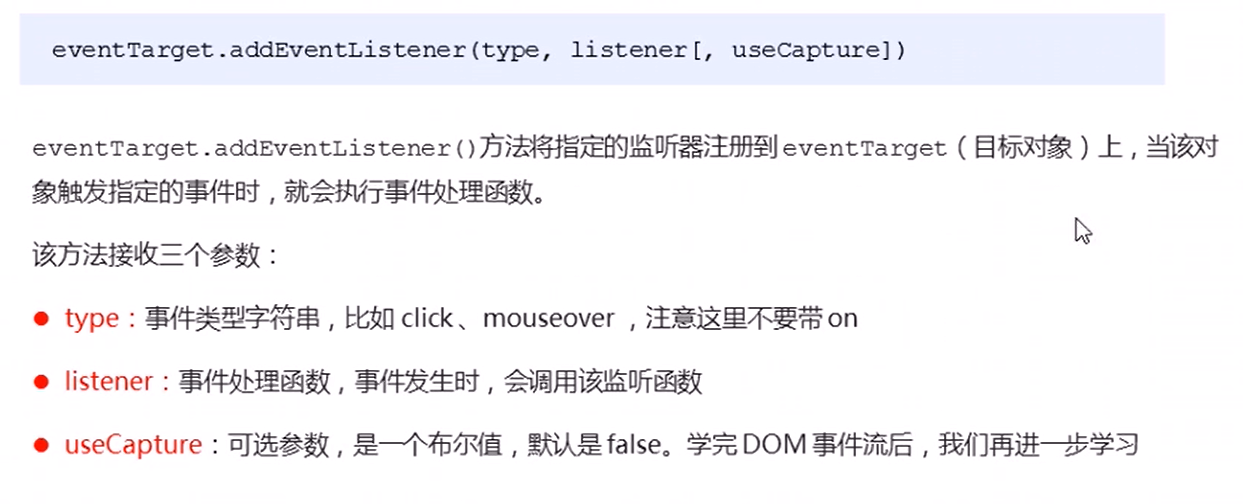 eventTarget.addEventListener(type, listener[, useCapture])
eventTarget.addEventListener()方法将指定的监听器注册到 eventTarget（目标对象）上，当该对
象触发指定的事件时，就会执行事件处理函数。
该方法接收三个参数：
● type：事件类型字符串，比如 click 、mouseover ，注意这里不要带 on
● listener：事件处理函数，事件发生时，会调用该监听函数
● useCapture：可选参数，是一个布尔值，默认是 false。学完 DOM 事件流后，我们再进一步学习